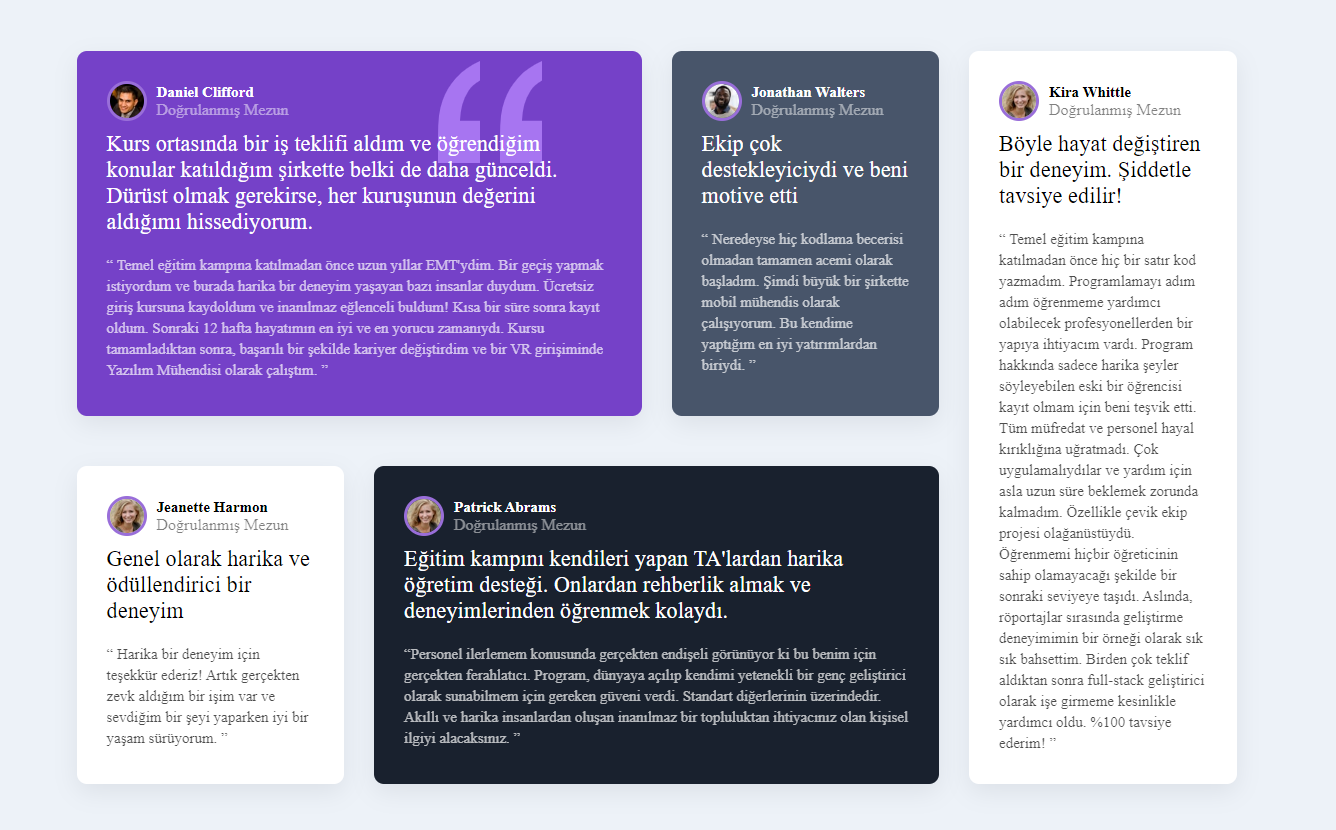 Daniel Clifford
Doğrulanmış Mezun
Kurs ortasında bir iş teklifi aldım ve öğrendiğim
konular katıldığım şirkette belki de daha günceldi.
Dürüst olmak gerekirse, her kuruşunun değerini
aldığımı hissediyorum.
“ Temel eğitim kampına katılmadan önce uzun yıllar EMT'ydim. Bir geçiş yapmak
istiyordum ve burada harika bir deneyim yaşayan bazı insanlar duydum. Ücretsiz
giriş kursuna kaydoldum ve inanılmaz eğlenceli buldum! Kısa bir süre sonra kayıt
oldum. Sonraki 12 hafta hayatımın en iyi ve en yorucu zamanıydı. Kursu
tamamladıktan sonra, başarılı bir şekilde kariyer değiştirdim ve bir VR girişiminde
Yazılım Mühendisi olarak çalıştım. ”
Jonathan Walters
Doğrulanmış Mezun
Ekip çok
destekleyiciydi ve beni
motive etti
“ Neredeyse hiç kodlama becerisi
olmadan tamamen acemi olarak
başladım. Şimdi büyük bir şirkette
mobil mühendis olarak
çalışıyorum. Bu kendime
yaptığım en iyi yatırımlardan
biriydi. ”
Kira Whittle
Doğrulanmış Mezun
Böyle hayat değiştiren
bir deneyim. Şiddetle
tavsiye edilir!
“ Temel eğitim kampına
katılmadan önce hiç bir satır kod
yazmadım. Programlamayı adım
adım öğrenmeme yardımcı
olabilecek profesyonellerden bir
yapıya ihtiyacım vardı. Program
hakkında sadece harika şeyler
söyleyebilen eski bir öğrencisi
kayıt olmam için beni teşvik etti.
Tüm müfredat ve personel hayal
kırıklığına uğratmadı. Çok
uygulamalıydılar ve yardım için
asla uzun süre beklemek zorunda
kalmadım. Özellikle çevik ekip
projesi olağanüstüydü.
Öğrenmemi hiçbir öğreticinin
sahip olamayacağı şekilde bir
sonraki seviyeye taşıdı. Aslında,
röportajlar sırasında geliştirme
deneyimimin bir örneği olarak sık
sık bahsettim. Birden çok teklif
aldıktan sonra full-stack geliştirici
olarak işe girmeme kesinlikle
yardımcı oldu. %100 tavsiye
ederim! ”
Jeanette Harmon
Doğrulanmış Mezun
Genel olarak harika ve
ödüllendirici bir
deneyim
“ Harika bir deneyim için
teşekkür ederiz! Artık gerçekten
zevk aldığım bir işim var ve
sevdiğim bir şeyi yaparken iyi bir
yaşam sürüyorum. ”
Patrick Abrams
Doğrulanmış Mezun
Eğitim kampını kendileri yapan TA'lardan harika
öğretim desteği. Onlardan rehberlik almak ve
deneyimlerinden öğrenmek kolaydı.
“Personel ilerlemem konusunda gerçekten endişeli görünüyor ki bu benim için
gerçekten ferahlatıcı. Program, dünyaya açılıp kendimi yetenekli bir genç geliştirici
olarak sunabilmem için gereken güveni verdi. Standart diğerlerinin üzerindedir.
Akıllı ve harika insanlardan oluşan inanılmaz bir topluluktan ihtiyacınız olan kişisel
ilgiyi alacaksınız. ”